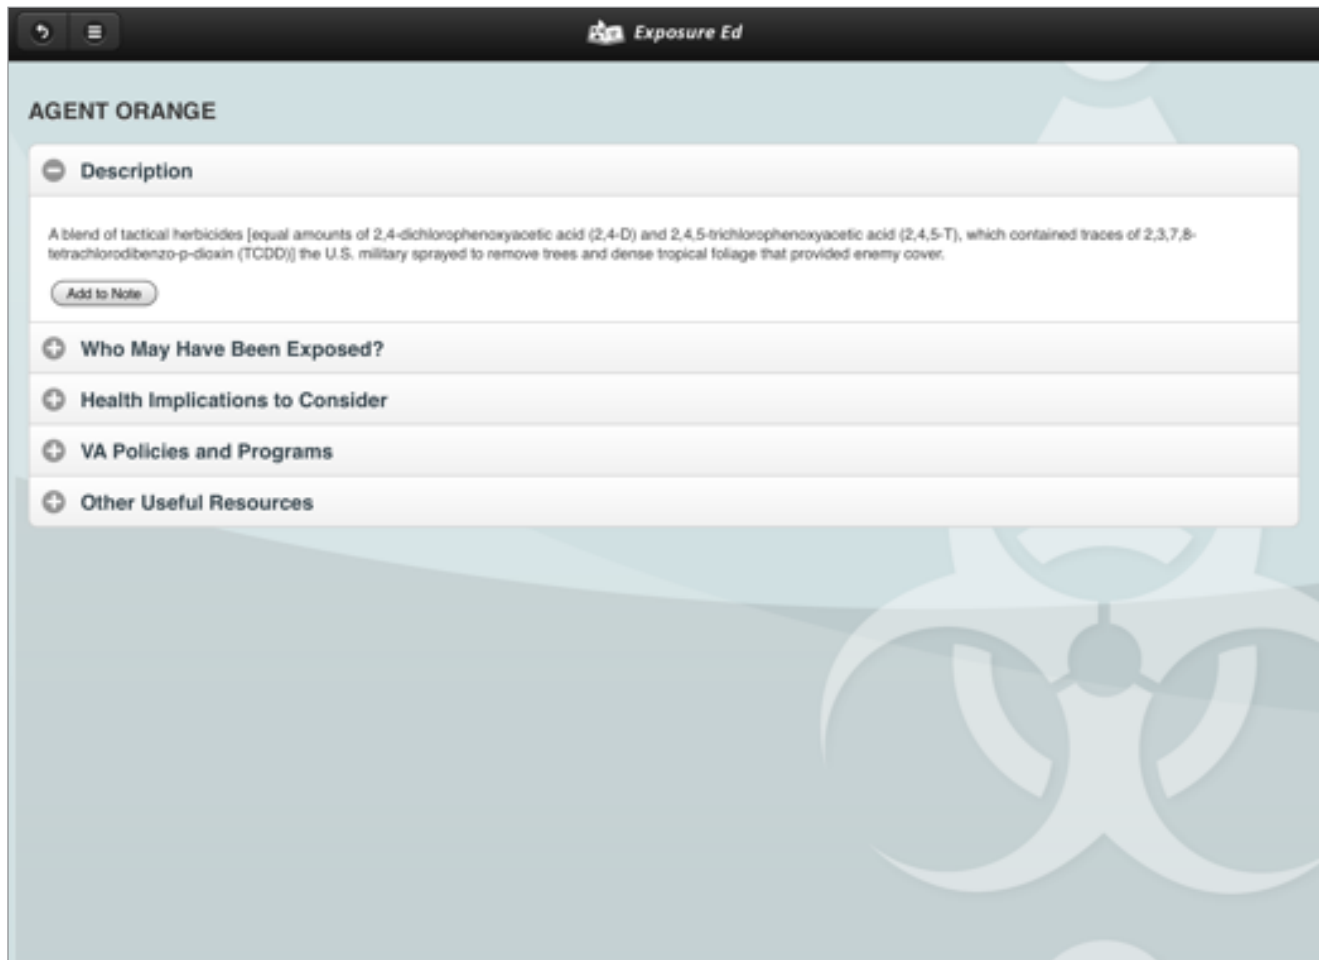 Exposure Ed
AGENT ORANGE
Description
A blend of tactical herbicides [equal amounts of 2,4-dichlorophenoxyacetic acid (2,4-D) and 2,4,5-trichlorophenoxyacetic acid (2,4,5-T), which contained traces of 2,3,7,8-
tetrachlorodibenzo-p-dioxin (TCDD)] the U.S. military sprayed to remove trees and dense tropical foliage that provided enemy cover.
Add to Note
Who May Have Been Exposed?
Health Implications to Consider
VA Policies and Programs
Other Useful Resources